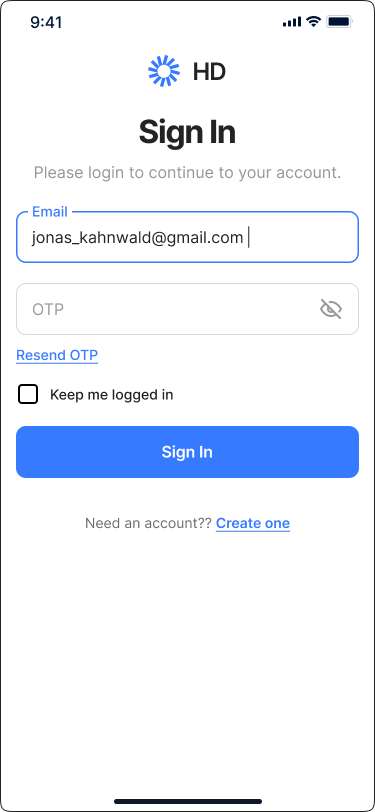 9:41
HD
Sign In
Please login to continue to your account.
Email
jonas_kahnwald@gmail.com
OTP
Resend OTP
Keep me logged in
Sign In
Need an account?? Create one